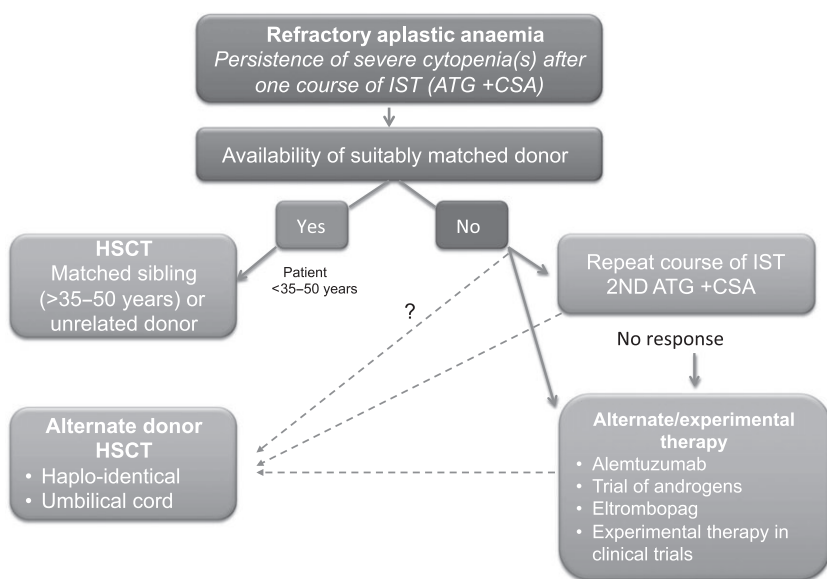 Refractory aplastic anaemia
Persistence of severe cytopenia(s) after
one course of IST (ATG +CSA)
Availability of suitably matched donor
Yes
No
HSCT
Matched sibling
(>35–50 years) or
unrelated donor
Patient
<35–50 years
Repeat course of IST
2ND ATG +CSA
?
No response
Alternate donor
HSCT
• Haplo-identical
• Umbilical cord
Alternate/experimental
therapy
• Alemtuzumab
• Trial of androgens
• Eltrombopag
• Experimental therapy in
clinical trials